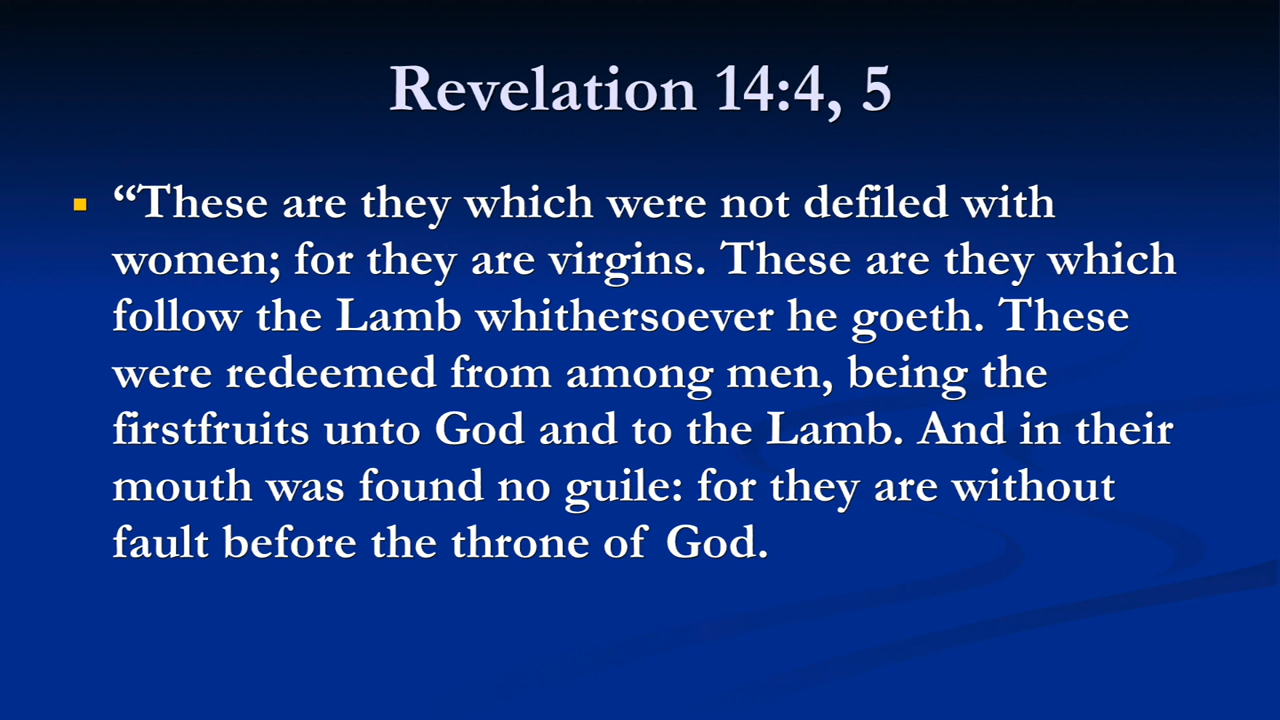 Revelation 14:4, 5
“These are they which were not defiled with
women; for they are virgins. These are they which
follow the Lamb whithersoever he goeth. These
were redeemed from among men, being the
firstfruits unto God and to the Lamb. And in their
mouth was found no guile: for they are without
fault before the throne of God.